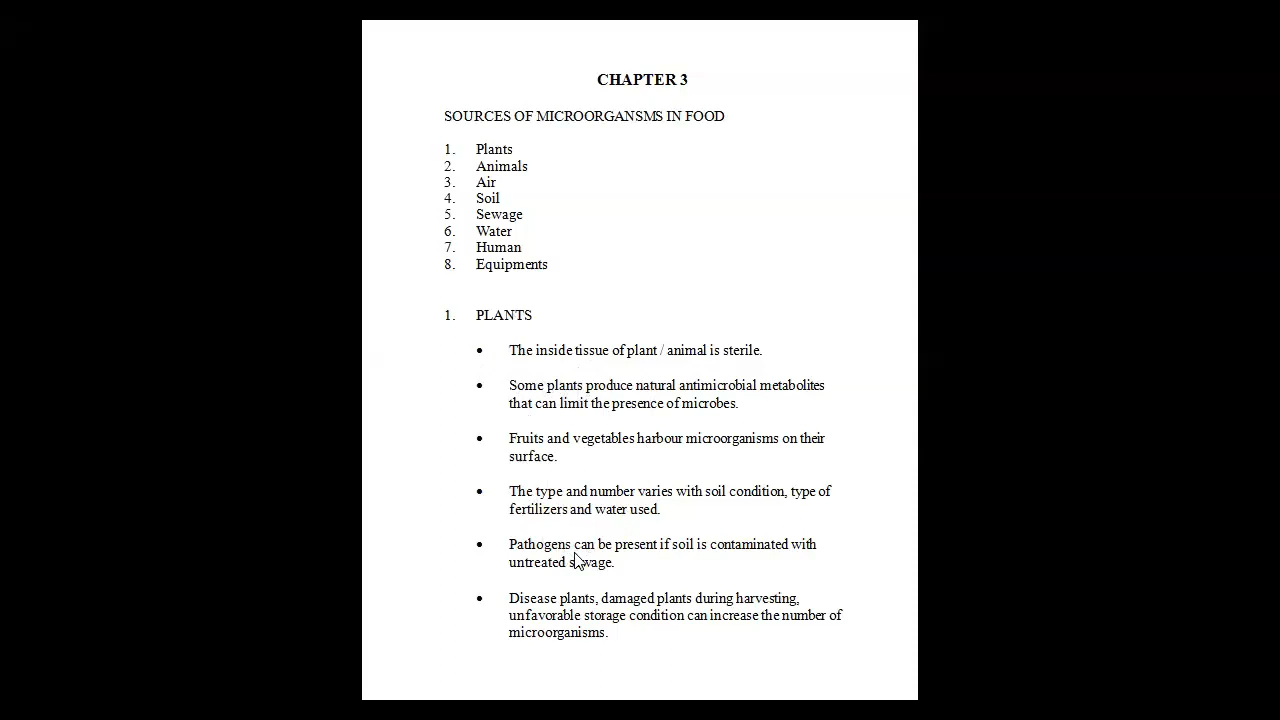 CHAPTER 3
SOURCES OF MICROORGANSMS IN FOOD
1. Plants
2. Animals
3. Air
4. Soil
5. Sewage
6. Water
7. Human
8. Equipments
1. PLANTS
• The inside tissue of plant / animal is sterile.
• Some plants produce natural antimicrobial metabolites
that can limit the presence of microbes.
• Fruits and vegetables harbour microorganisms on their
surface.
• The type and number varies with soil condition, type of
fertilizers and water used.
• Pathogens can be present if soil is contaminated with
untreated sewage.
• Disease plants, damaged plants during harvesting,
unfavorable storage condition can increase the number of
microorganisms.